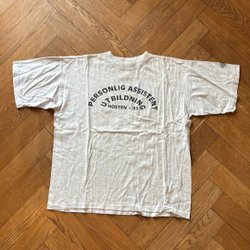 PERSONLIG ASSISTENT
UTBILDNING
HÖSTEN - 95